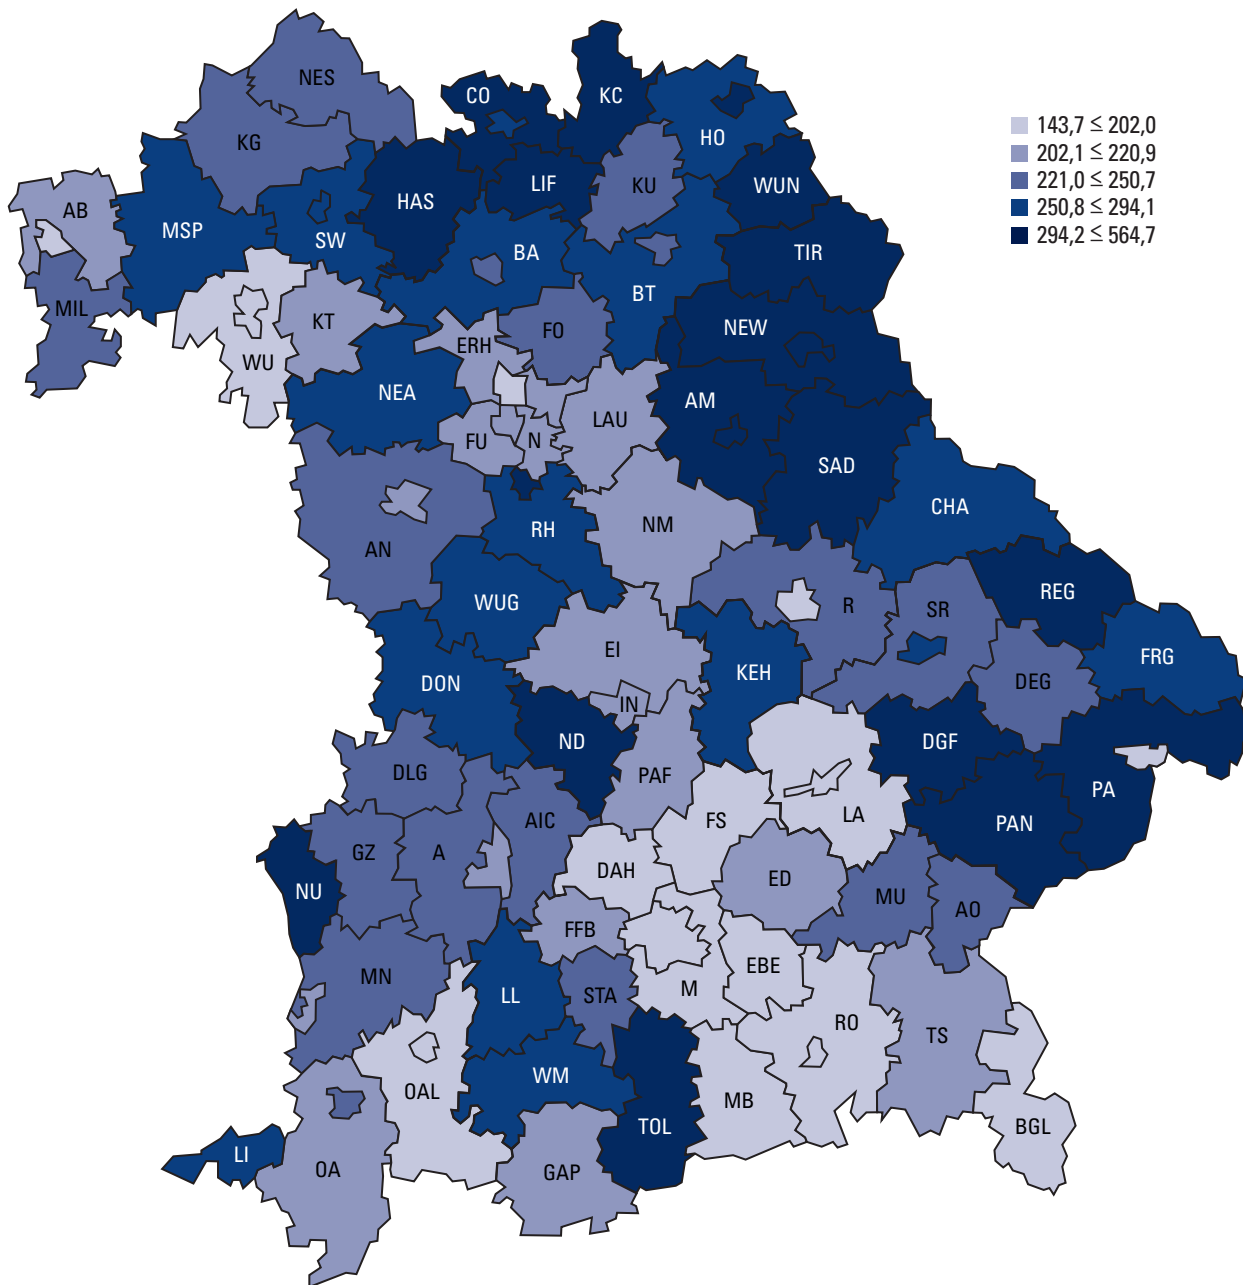 NES
CO
KC
KG
HO
143,7 ≤ 202,0
202,1 ≤ 220,9
221,0 ≤ 250,7
250,8 ≤ 294,1
294,2 ≤ 564,7
AB
HAS
LIF
KU
WUN
MSP
SW
BA
TIR
MIL
KT
BT
FO
NEW
WU
ERH
NEA
AM
LAU
FU
N
SAD
CHA
NM
RH
AN
WUG
R
SR
REG
EI
KEH
FRG
DON
DEG
IN
ND
DGF
DLG
PAF
PA
AIC
FS
LA
PAN
GZ
A
DAH
ED
NU
MU
AO
FFB
EBE
MN
LL
STA
M
RO
TS
WM
OAL
MB
TOL
BGL
LI
OA
GAP